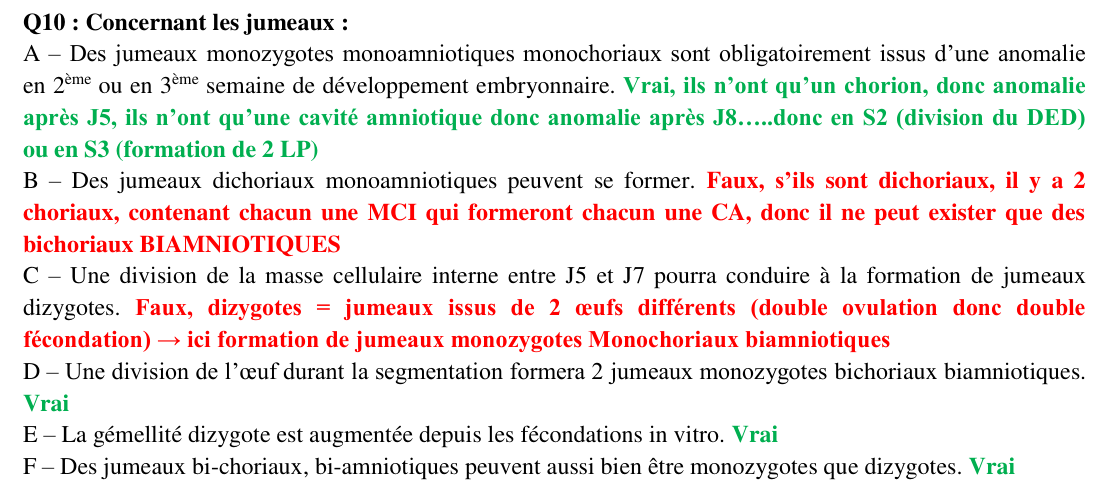 Q10 : Concernant les jumeaux :
A – Des jumeaux monozygotes monoamniotiques monochoriaux sont obligatoirement issus d’une anomalie
en 2ème ou en 3ème semaine de développement embryonnaire. Vrai, ils n’ont qu’un chorion, donc anomalie
après J5, ils n’ont qu’une cavité amniotique donc anomalie après J8…..donc en S2 (division du DED)
ou en S3 (formation de 2 LP)
B – Des jumeaux dichoriaux monoamniotiques peuvent se former. Faux, s’ils sont dichoriaux, il y a 2
choriaux, contenant chacun une MCI qui formeront chacun une CA, donc il ne peut exister que des
bichoriaux BIAMNIOTIQUES
C – Une division de la masse cellulaire interne entre J5 et J7 pourra conduire à la formation de jumeaux
dizygotes. Faux, dizygotes = jumeaux issus de 2 œufs différents (double ovulation donc double
fécondation) → ici formation de jumeaux monozygotes Monochoriaux biamniotiques
D – Une division de l’œuf durant la segmentation formera 2 jumeaux monozygotes bichoriaux biamniotiques.
Vrai
E – La gémellité dizygote est augmentée depuis les fécondations in vitro. Vrai
F – Des jumeaux bi-choriaux, bi-amniotiques peuvent aussi bien être monozygotes que dizygotes. Vrai